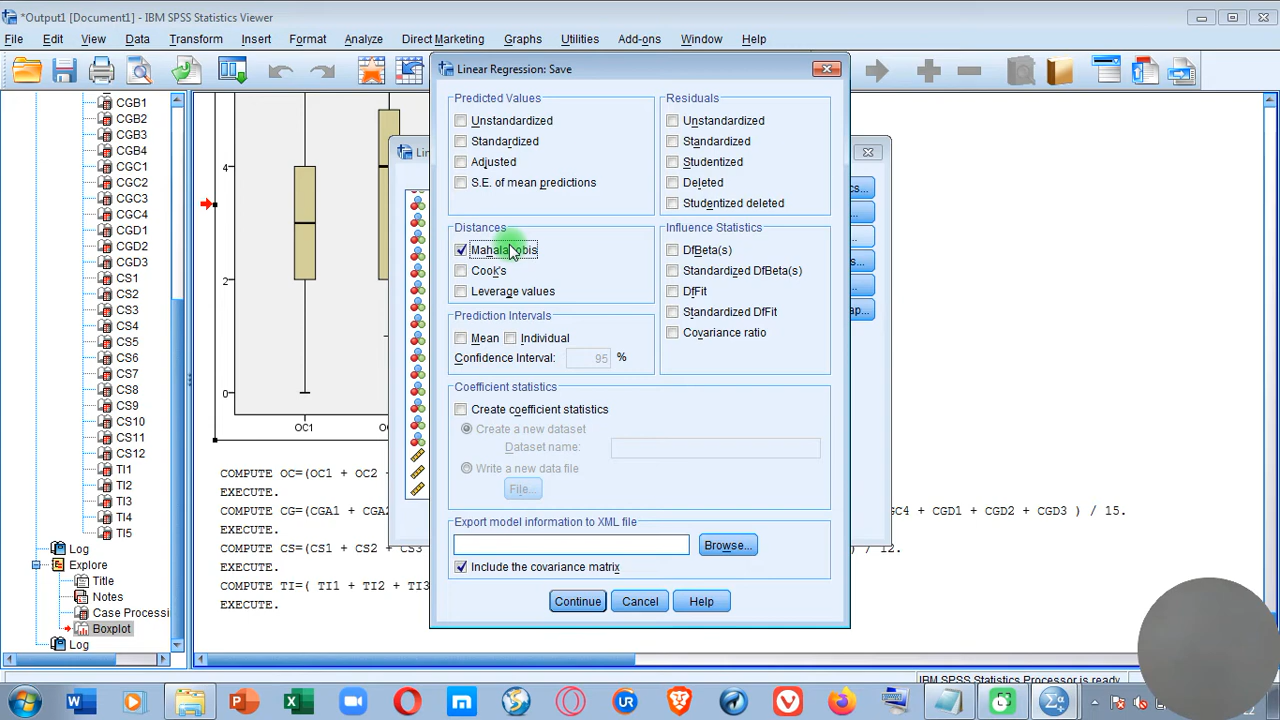 *Output1 [Document1] - IBM SPSS Statistics Viewer
File Edit View Data Transform Insert Format Analyze Direct Marketing Graphs Utilities Add-ons Window Help
CGB1
CGB2
CGB3
CGB4
CGC1
CGC2
CGC3
CGC4
CGD1
CGD2
CGD3
CS1
CS2
CS3
CS4
CS5
CS6
CS7
CS8
CS9
CS10
CS11
CS12
TI1
TI2
TI3
TI4
TI5
Log
Explore
Title
Notes
Case Processi
Boxplot
Log
4
2
0
OC1
COMPUTE OC=(OC1 + OC2
EXECUTE.
COMPUTE CG=(CGA1 + CGA2 GC4 + CGD1 + CGD2 + CGD3 ) / 15.
EXECUTE.
COMPUTE CS=(CS1 + CS2 + CS3 ) / 12.
EXECUTE.
COMPUTE TI=( TI1 + TI2 + TI3
EXECUTE.
Linear Regression: Save
Predicted Values
Unstandardized
Standardized
Adjusted
S.E. of mean predictions
Residuals
Unstandardized
Standardized
Studentized
Deleted
Studentized deleted
Distances
Mahalanobis
Cook's
Leverage values
Influence Statistics
DfBeta(s)
Standardized DfBeta(s)
DfFit
Standardized DfFit
Covariance ratio
Prediction Intervals
Mean Individual
Confidence Interval: 95 %
Coefficient statistics
Create coefficient statistics
Create a new dataset
Dataset name:
Write a new data file
File...
Export model information to XML file
Browse...
Include the covariance matrix
Continue Cancel Help
IBM SPSS Statistics Processor is ready